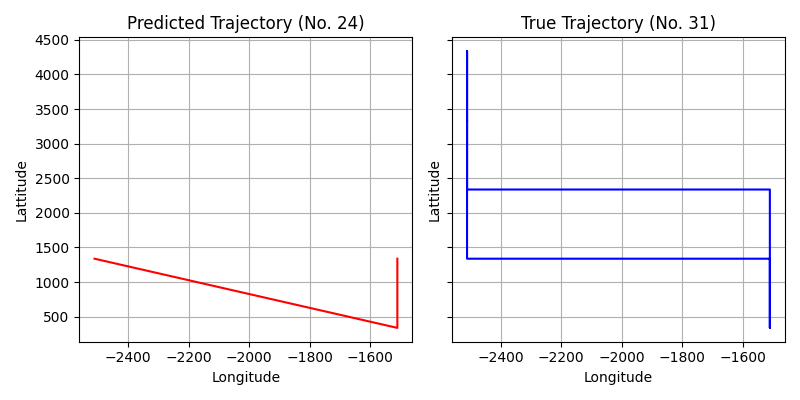 Predicted Trajectory (No. 24)
True Trajectory (No. 31)
4500
4000
3500
3000
2500
2000
1500
1000
500
Lattitude
Lattitude
−2400 −2200 −2000 −1800 −1600
−2400 −2200 −2000 −1800 −1600
Longitude
Longitude